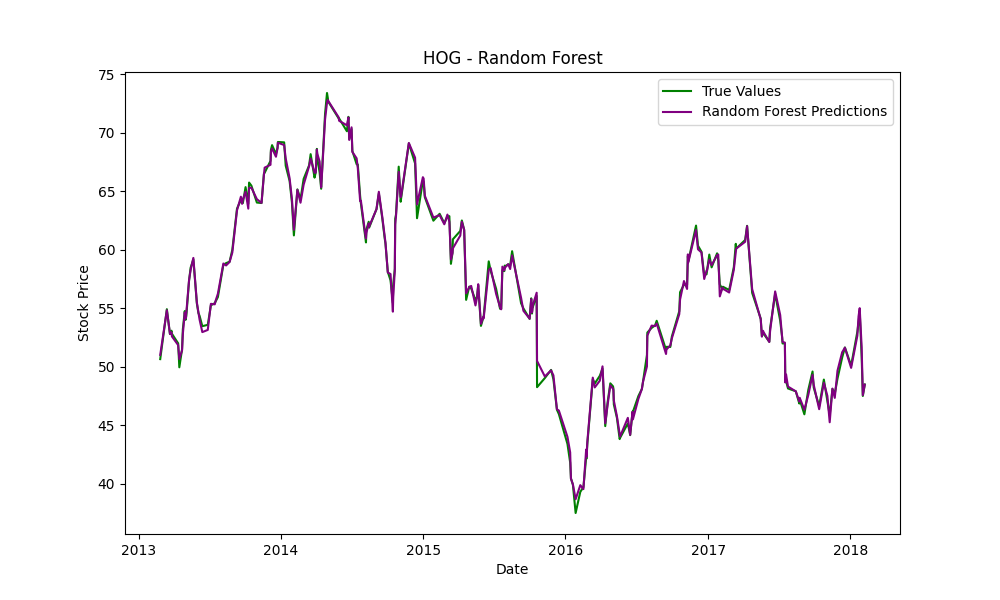 HOG - Random Forest
True Values
Random Forest Predictions
Stock Price
75
70
65
60
55
50
45
40
2013
2014
2015
2016
2017
2018
Date